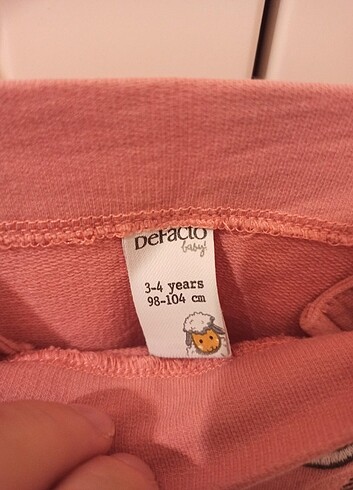 DeFacto
baby!
3-4 years
98-104 cm